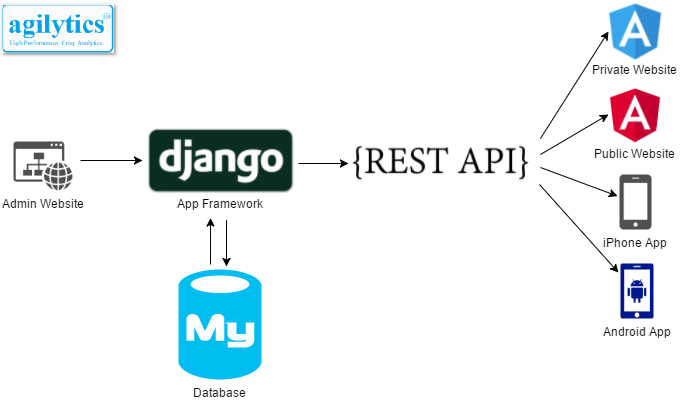 agilytics®
High Performance. Crisp Analytics.
Private Website
Public Website
django
{REST API}
Admin Website
App Framework
iPhone App
My
Android App
Database